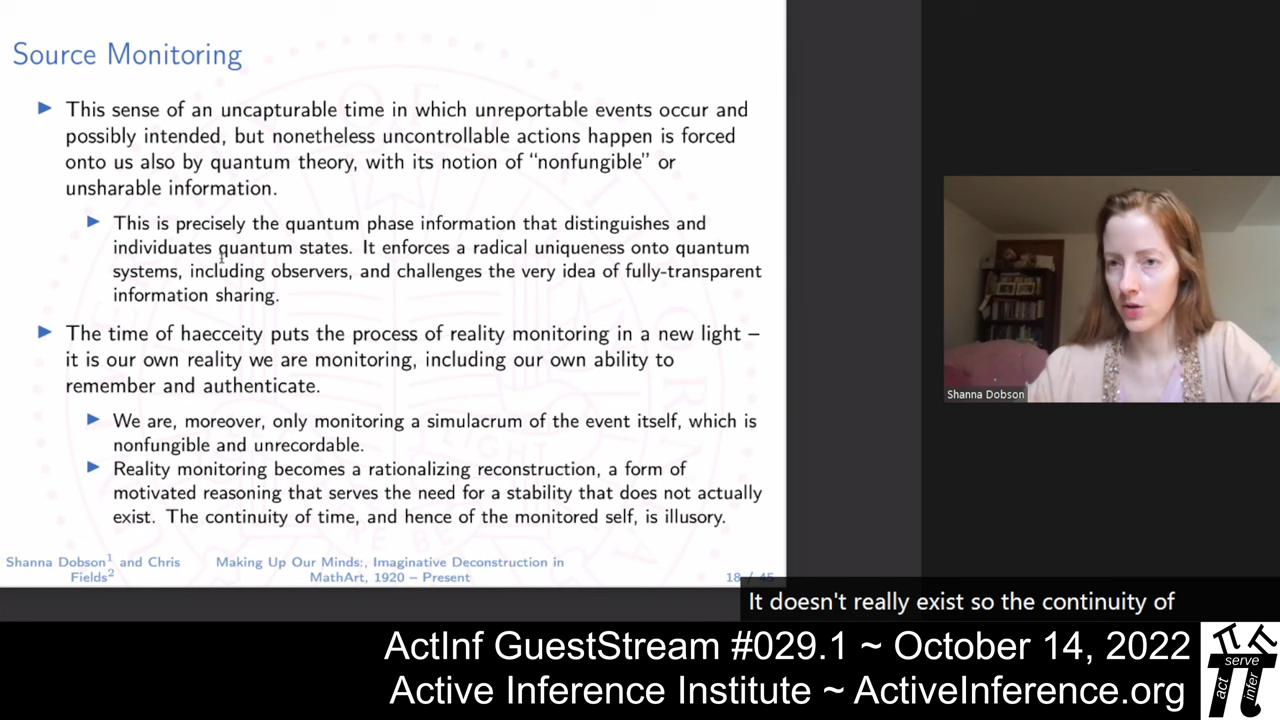 Source Monitoring
This sense of an uncapturable time in which unreportable events occur and
possibly intended, but nonetheless uncontrollable actions happen is forced
onto us also by quantum theory, with its notion of “nonfungible” or
unsharable information.
This is precisely the quantum phase information that distinguishes and
individuates quantum states. It enforces a radical uniqueness onto quantum
systems, including observers, and challenges the very idea of fully-transparent
information sharing.
The time of haecceity puts the process of reality monitoring in a new light –
it is our own reality we are monitoring, including our own ability to
remember and authenticate.
We are, moreover, only monitoring a simulacrum of the event itself, which is
nonfungible and unrecordable.
Reality monitoring becomes a rationalizing reconstruction, a form of
motivated reasoning that serves the need for a stability that does not actually
exist. The continuity of time, and hence of the monitored self, is illusory.
Shanna Dobson1 and Chris
Fields2
Making Up Our Minds:, Imaginative Deconstruction in
MathArt, 1920 – Present
18 / 45
Shanna Dobson
It doesn't really exist so the continuity of
ActInf GuestStream #029.1 ~ October 14, 2022
Active Inference Institute ~ ActiveInference.org
serve
act
infer